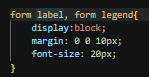 form label, form legend{
    display:block;
    margin: 0 0 10px;
    font-size: 20px;
}